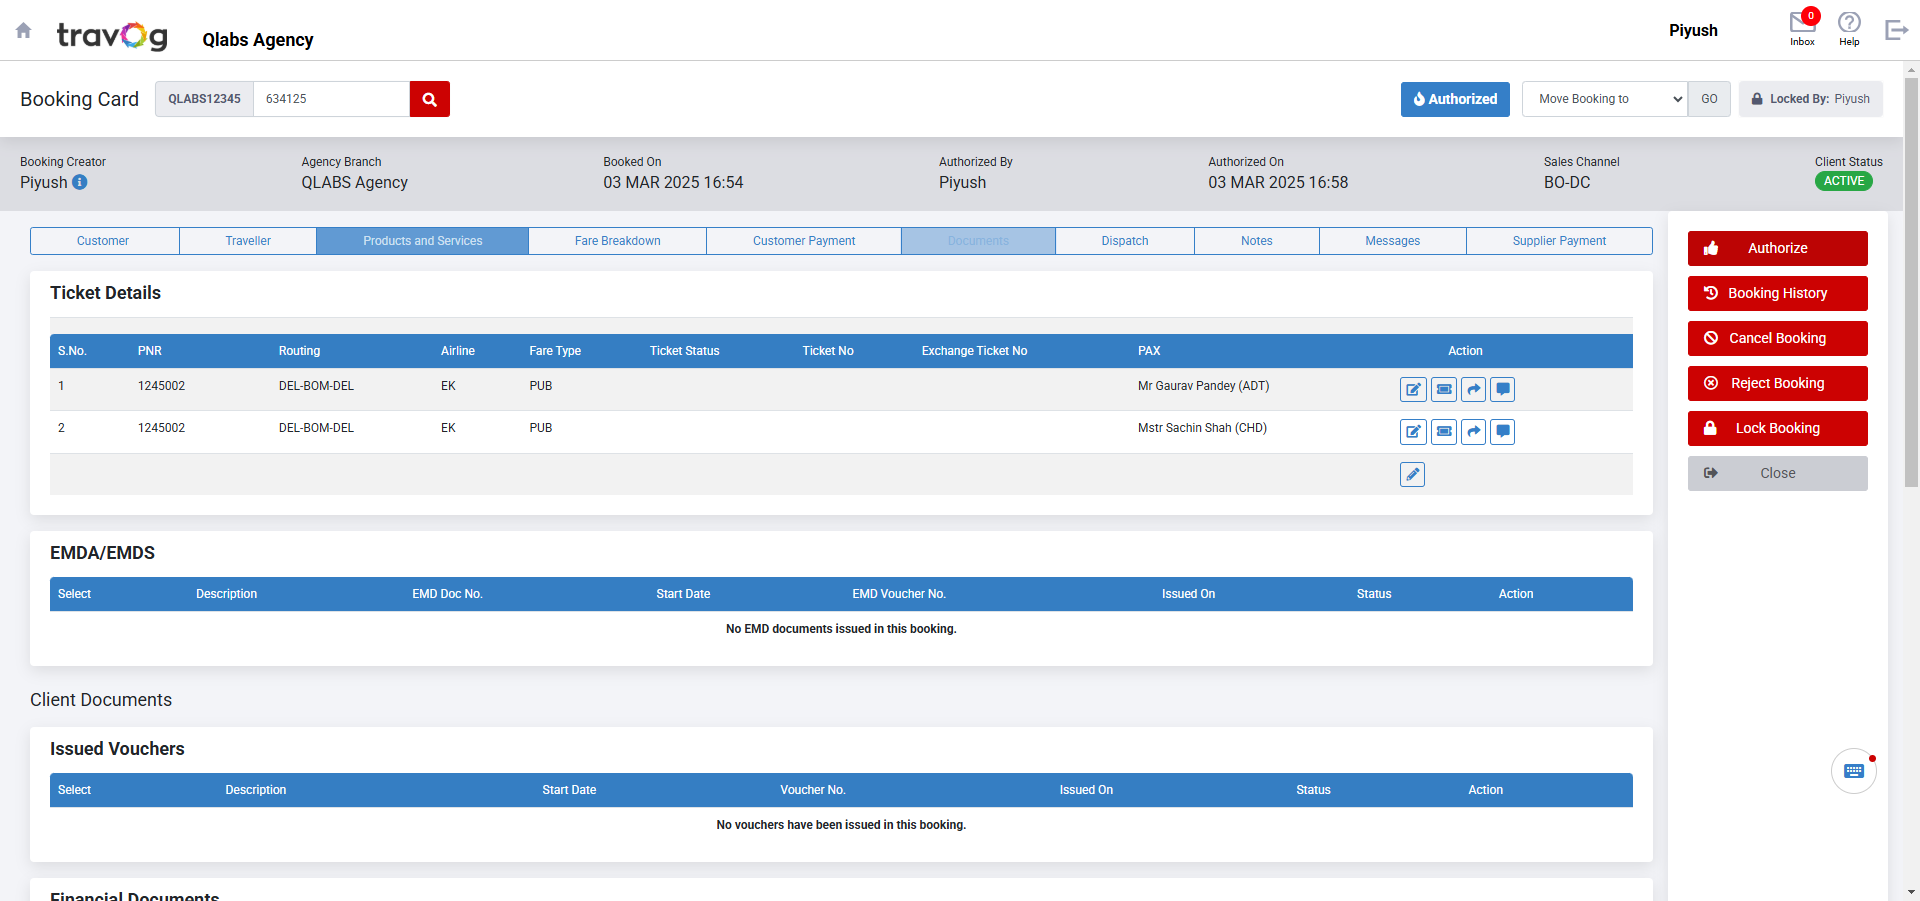 travog
Qlabs Agency
Piyush
0
Inbox
Help
Booking Card
QLABS12345
634125
Authorized
Move Booking to
GO
Locked By: Piyush
Booking Creator
Piyush
Agency Branch
QLABS Agency
Booked On
03 MAR 2025 16:54
Authorized By
Piyush
Authorized On
03 MAR 2025 16:58
Sales Channel
BO-DC
Client Status
ACTIVE
Customer Traveller Products and Services Fare Breakdown Customer Payment Documents Dispatch Notes Messages Supplier Payment
Authorize
Booking History
Cancel Booking
Reject Booking
Lock Booking
Close
Ticket Details
S.No. PNR Routing Airline Fare Type Ticket Status Ticket No Exchange Ticket No PAX Action
1 1245002 DEL-BOM-DEL EK PUB Mr Gaurav Pandey (ADT)
2 1245002 DEL-BOM-DEL EK PUB Mstr Sachin Shah (CHD)
EMDA/EMDS
Select Description EMD Doc No. Start Date EMD Voucher No. Issued On Status Action
No EMD documents issued in this booking.
Client Documents
Issued Vouchers
Select Description Start Date Voucher No. Issued On Status Action
No vouchers have been issued in this booking.
Financial Documents